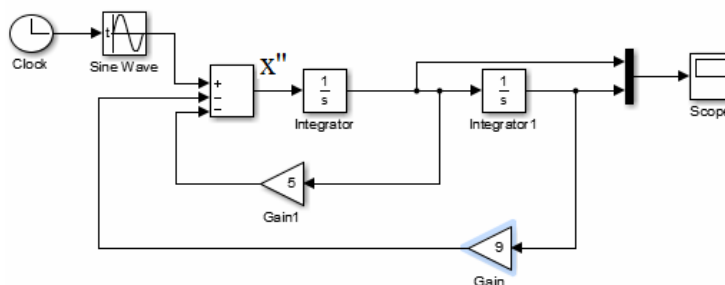 Clock
t
Sine Wave
+
−
−
x"
1
s
Integrator
1
s
Integrator1
Scope
5
Gain1
9
Gain